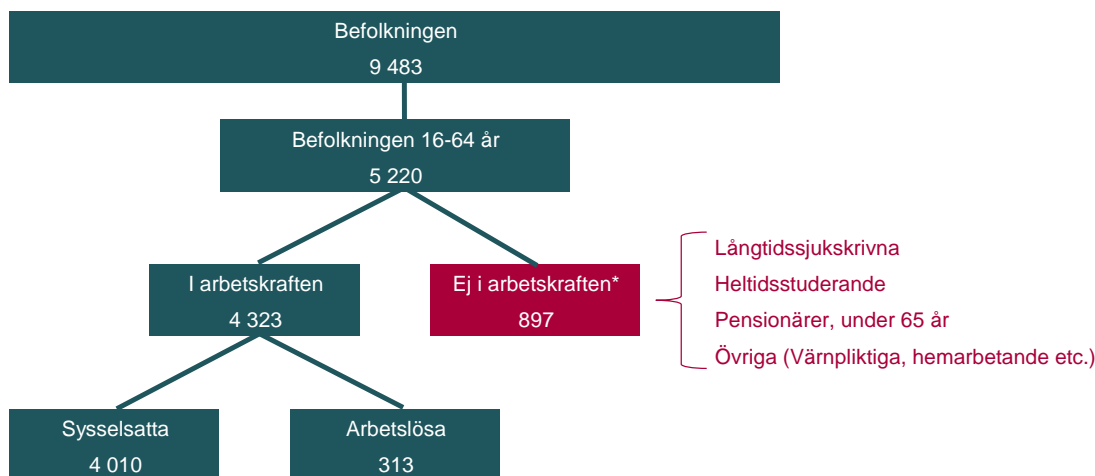 Befolkningen
9 483
Befolkningen 16-64 år
5 220
I arbetskraften
4 323
Ej i arbetskraften*
897
Långtidssjukskrivna
Heltidsstuderande
Pensionärer, under 65 år
Övriga (Värnpliktiga, hemarbetande etc.)
Sysselsatta
4 010
Arbetslösa
313